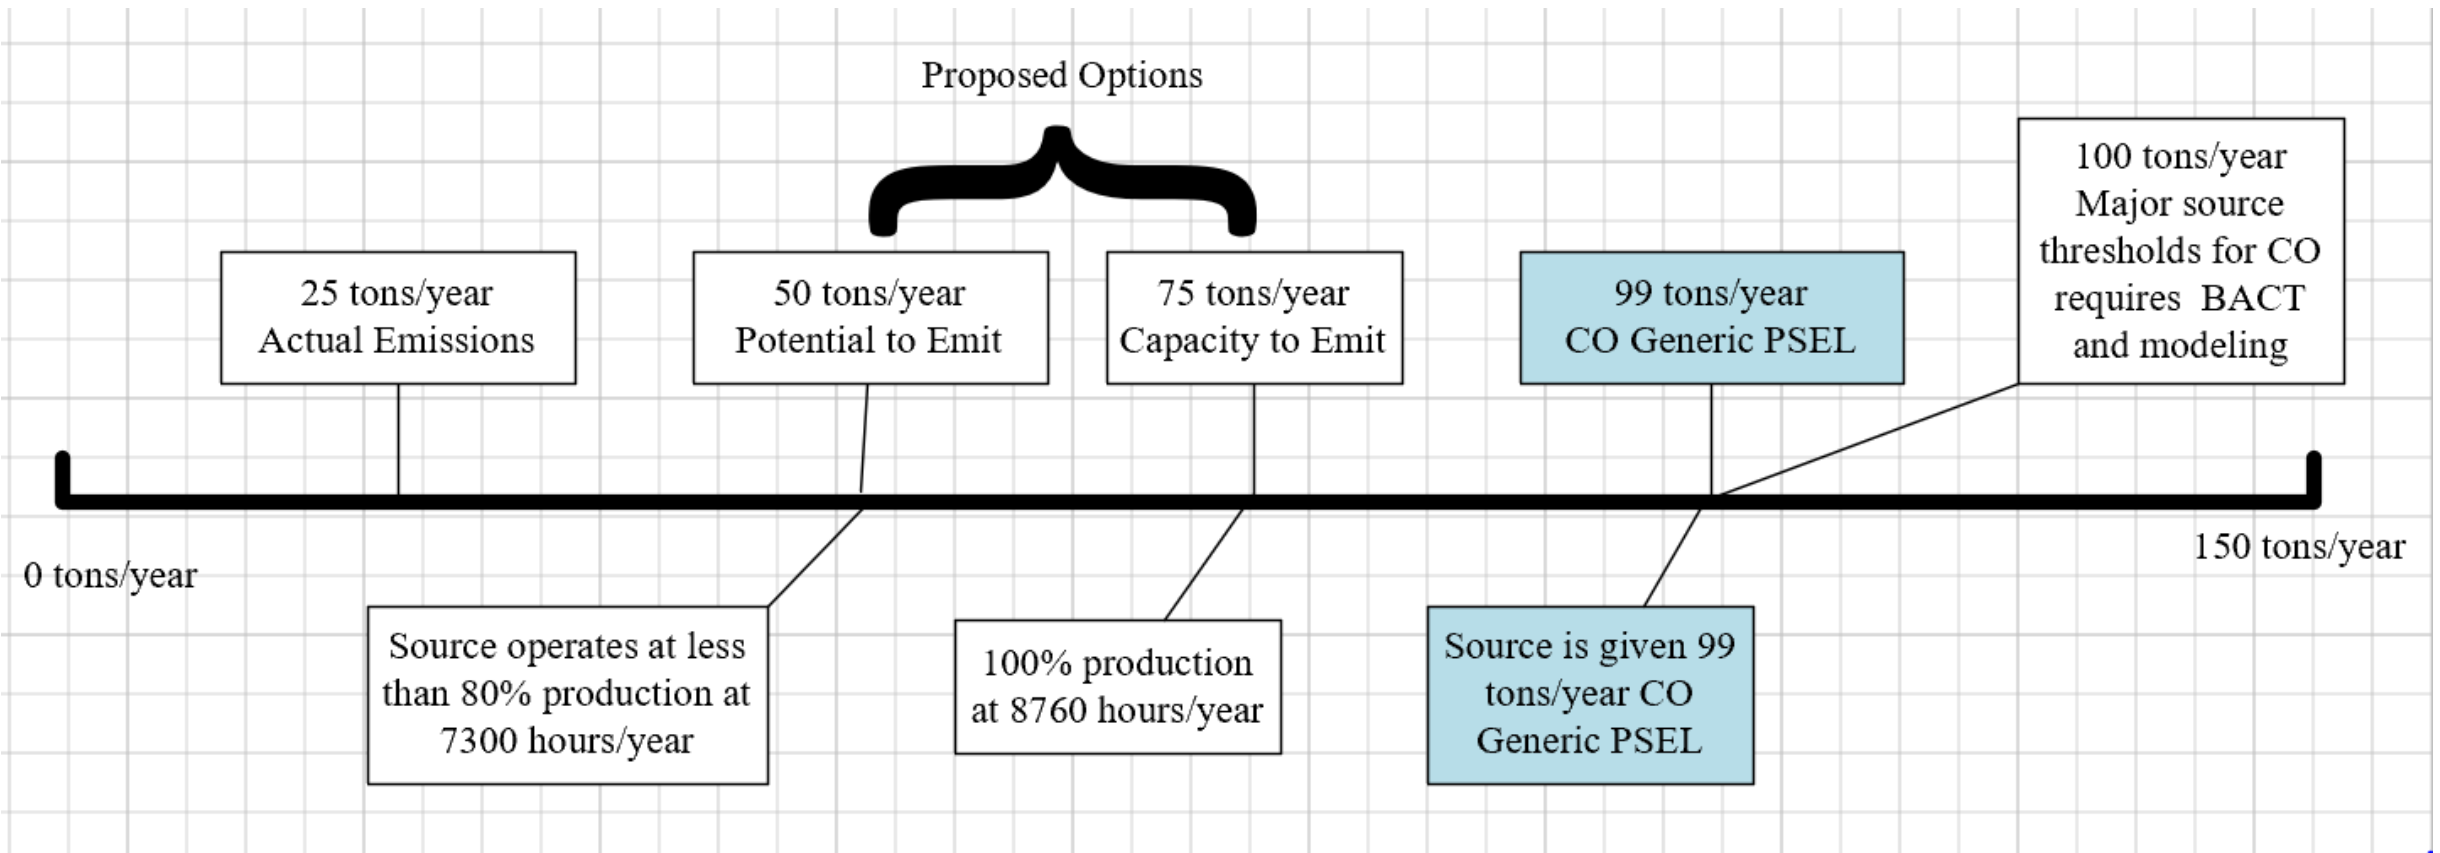 Proposed Options
100 tons/year
Major source
thresholds for CO
requires BACT
and modeling
25 tons/year
Actual Emissions
50 tons/year
Potential to Emit
75 tons/year
Capacity to Emit
99 tons/year
CO Generic PSEL
0 tons/year
150 tons/year
Source operates at less
than 80% production at
7300 hours/year
100% production
at 8760 hours/year
Source is given 99
tons/year CO
Generic PSEL